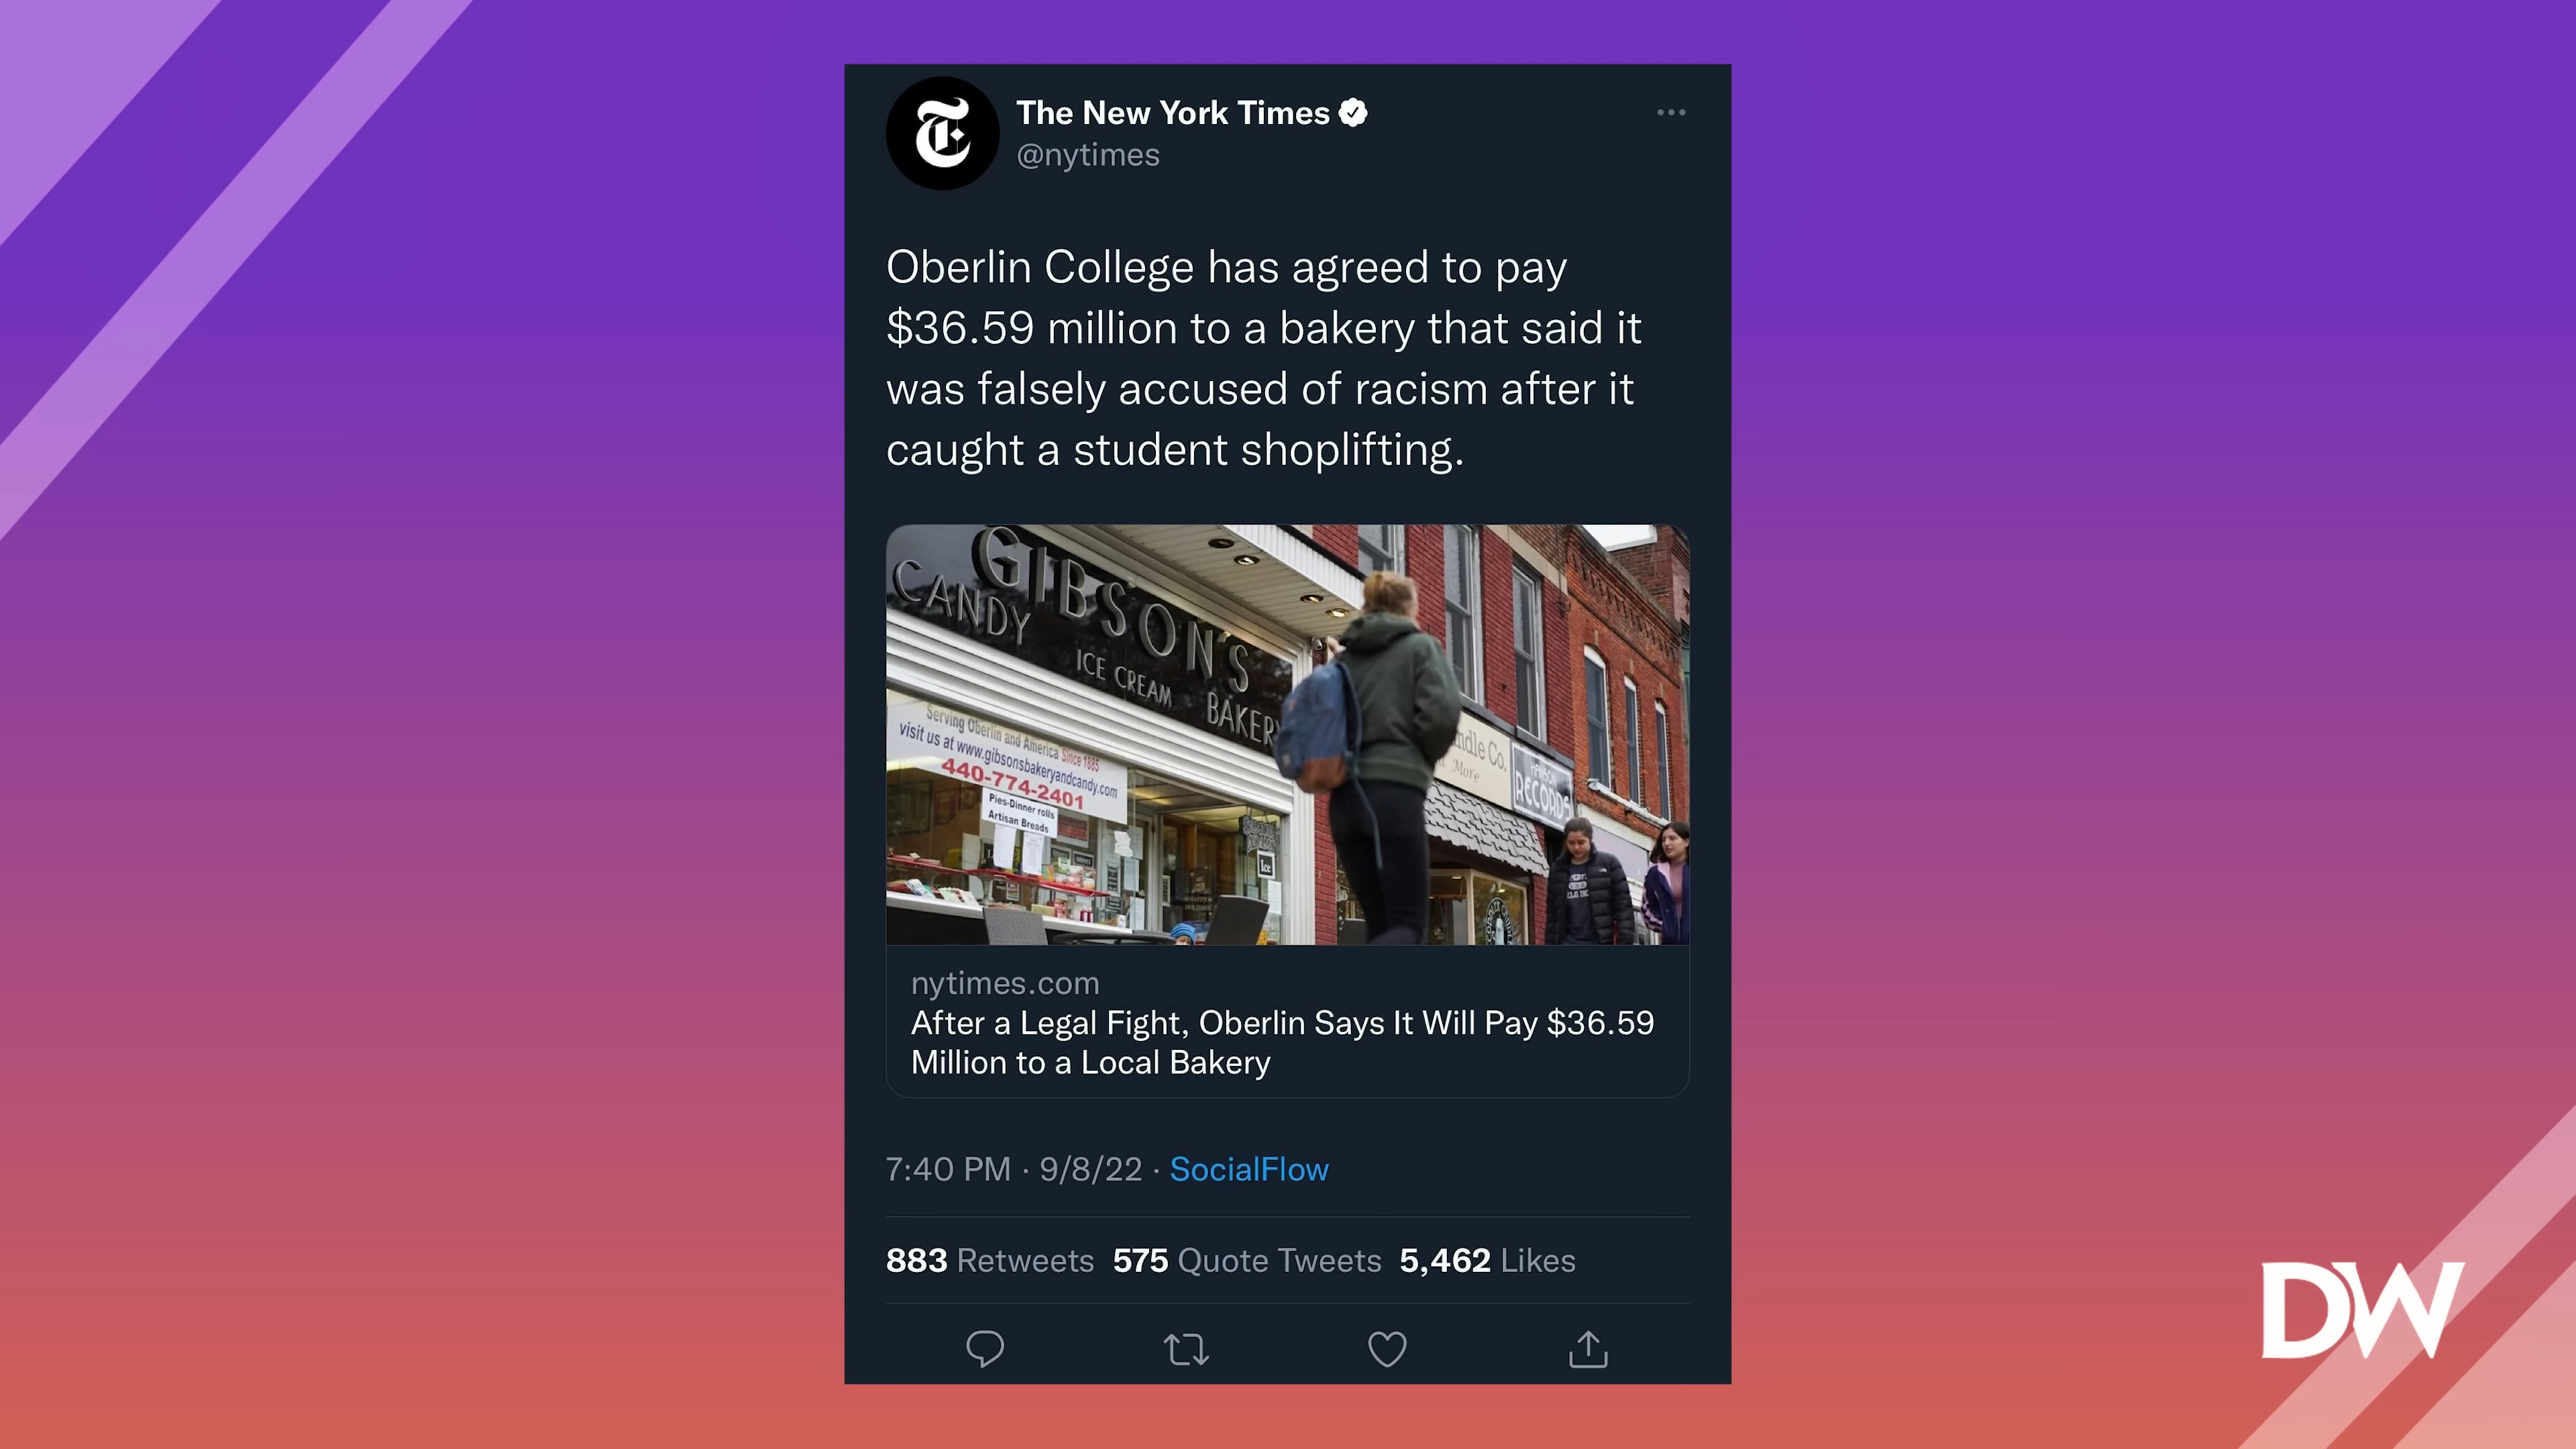 The New York Times
@nytimes
Oberlin College has agreed to pay
$36.59 million to a bakery that said it
was falsely accused of racism after it
caught a student shoplifting.
GIBSON'S
CANDY
ICE CREAM
BAKERY
Serving Oberlin and America Since 1885
visit us at www.gibsonsbakeryandcandy.com
440-774-2401
Pies-Dinner rolls
Artisan Breads
Ice
ndle Co.
More
RECORDS
nytimes.com
After a Legal Fight, Oberlin Says It Will Pay $36.59
Million to a Local Bakery
7:40 PM · 9/8/22 · SocialFlow
883 Retweets 575 Quote Tweets 5,462 Likes
DW